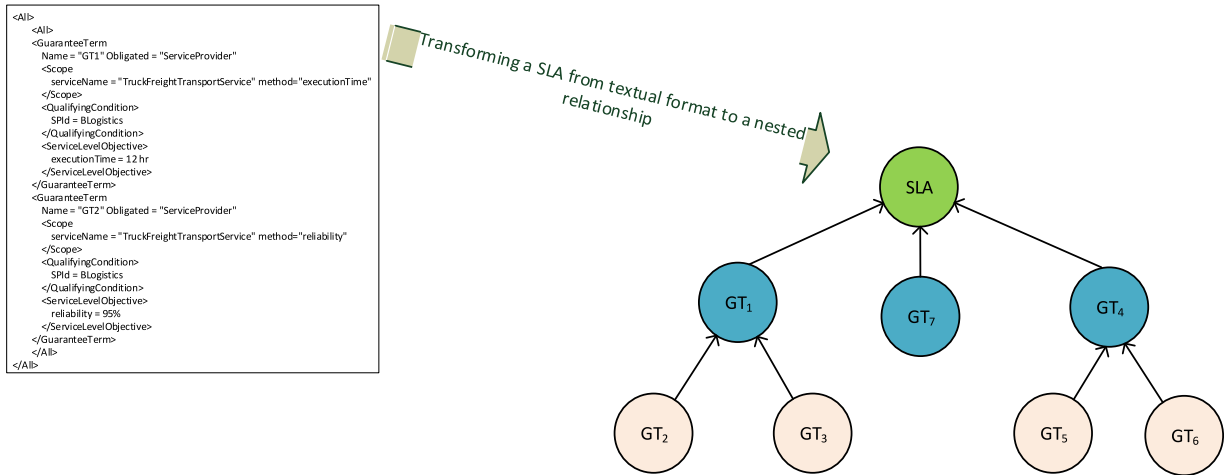 <All>
<All>
<GuaranteeTerm
Name = "GT1" Obligated = "ServiceProvider"
<Scope
serviceName = "TruckFreightTransportService" method="executionTime"
</Scope>
<QualifyingCondition>
SPId = BLogistics
</QualifyingCondition>
<ServiceLevelObjective>
executionTime = 12 hr
</ServiceLevelObjective>
</GuaranteeTerm>
<GuaranteeTerm
Name = "GT2" Obligated = "ServiceProvider"
<Scope
serviceName = "TruckFreightTransportService" method="reliability"
</Scope>
<QualifyingCondition>
SPId = BLogistics
</QualifyingCondition>
<ServiceLevelObjective>
reliability = 95%
</ServiceLevelObjective>
</GuaranteeTerm>
</All>
</All>
Transforming a SLA from textual format to a nested
relationship
SLA
GT₁
GT₇
GT₄
GT₂
GT₃
GT₅
GT₆